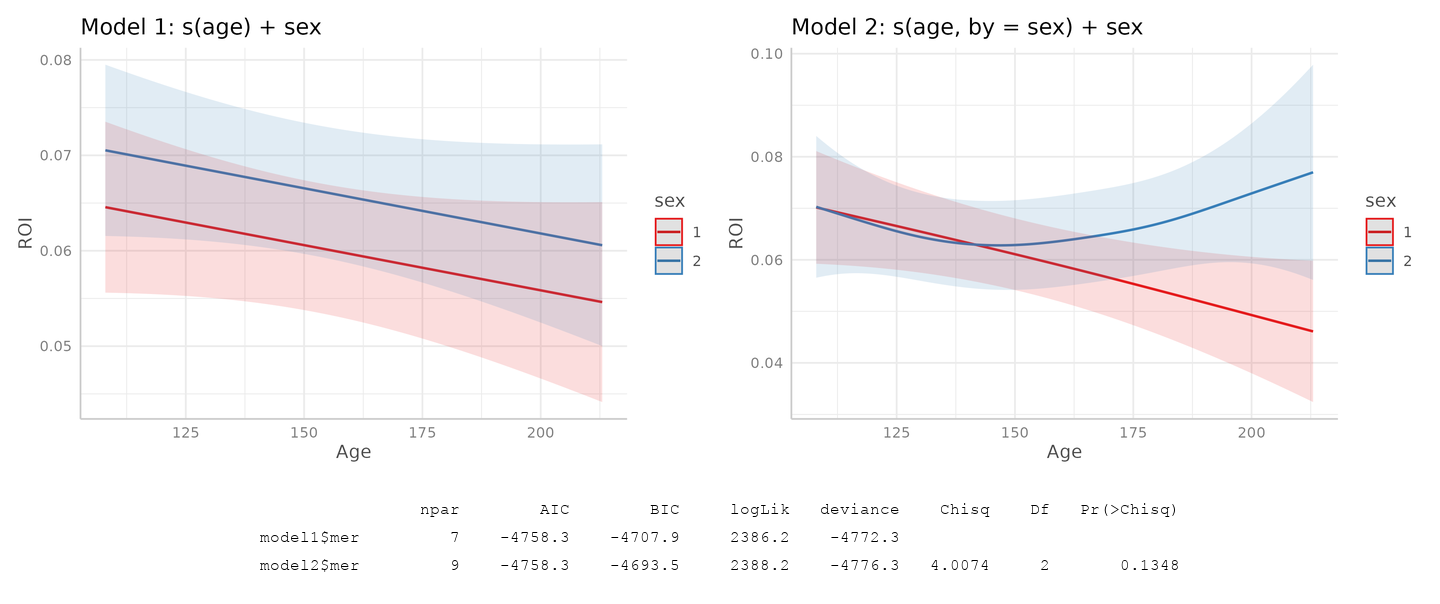 Model 1: s(age) + sex
0.08
0.07
0.06
0.05
ROI
125 150 175 200
Age
sex
1
2
Model 2: s(age, by = sex) + sex
0.10
0.08
0.06
0.04
ROI
125 150 175 200
Age
sex
1
2
npar AIC BIC logLik deviance Chisq Df Pr(>Chisq)
model1$mer 7 -4758.3 -4707.9 2386.2 -4772.3
model2$mer 9 -4758.3 -4693.5 2388.2 -4776.3 4.0074 2 0.1348